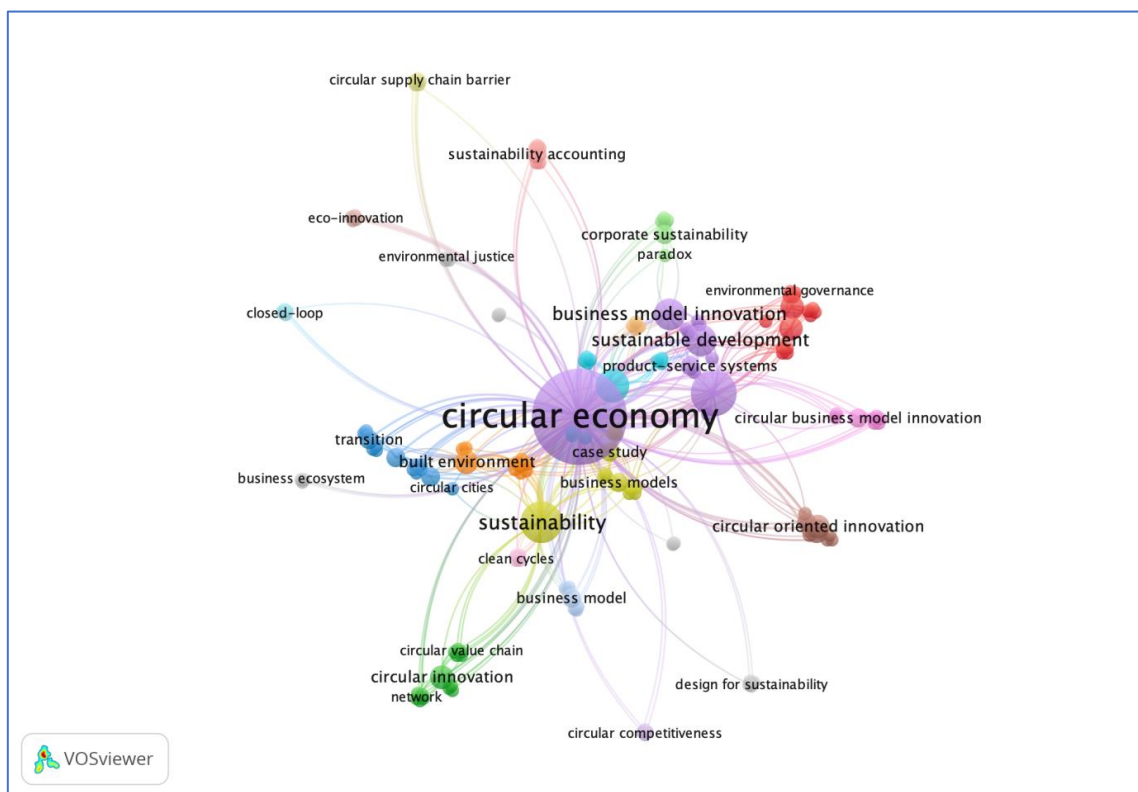 circular supply chain barrier
sustainability accounting
eco-innovation
corporate sustainability
environmental justice
paradox
environmental governance
closed-loop
business model innovation
sustainable development
product-service systems
circular economy
circular business model innovation
transition
case study
built environment
business ecosystem
circular cities
business models
sustainability
circular oriented innovation
clean cycles
business model
circular value chain
circular innovation
network
design for sustainability
circular competitiveness
VOSviewer